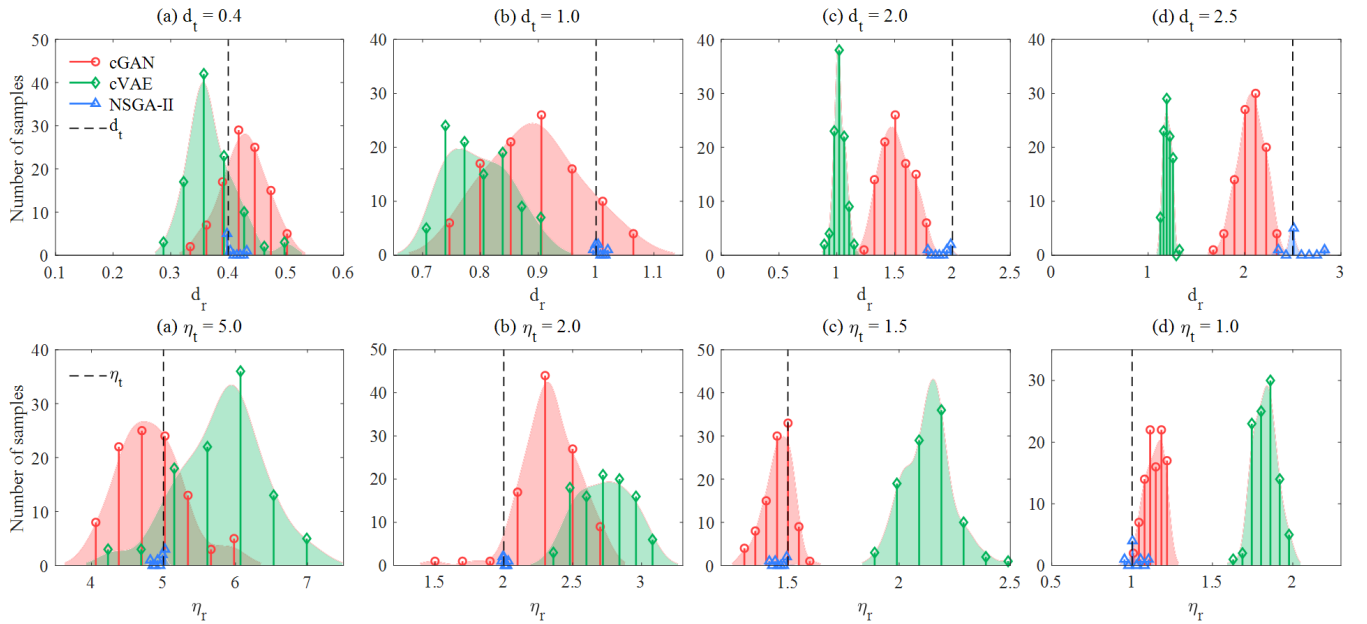 (a) d_t = 0.4
(b) d_t = 1.0
(c) d_t = 2.0
(d) d_t = 2.5
Number of samples
50
40
30
20
10
0
cGAN
cVAE
NSGA-II
d_t
0.1 0.2 0.3 0.4 0.5 0.6
d_r
40
30
20
10
0
0.7 0.8 0.9 1 1.1
d_r
40
30
20
10
0
0 0.5 1 1.5 2 2.5
d_r
40
30
20
10
0
0 1 2 3
d_r
(a) η_t = 5.0
(b) η_t = 2.0
(c) η_t = 1.5
(d) η_t = 1.0
Number of samples
40
30
20
10
0
η_t
4 5 6 7
η_r
50
40
30
20
10
0
1.5 2 2.5 3
η_r
50
40
30
20
10
0
1.5 2 2.5
η_r
30
20
10
0
0.5 1 1.5 2
η_r